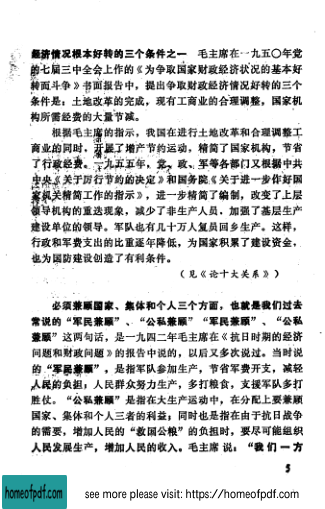 经济情况根本好转的三个条件之一 毛主席在一九五〇年党
的七届三中全会上作的《为争取国家财政经济状况的基本好
转而斗争》书面报告中，提出争取财政经济情况好转的三个
条件是：土地改革的完成，现有工商业的合理调整，国家机
构所需经费的大量节减。
根据毛主席的指示，我国在进行土地改革和合理调整工
商业的同时，开展了增产节约运动，精简了国家机构，节省
了行政经费。一九五五年，党、政、军等各部门又根据中共
中央《关于厉行节约的决定》和国务院《关于进一步作好国
家机关精简工作的指示》，进一步精简了编制，改变了上层
领导机构的重迭现象，减少了非生产人员，加强了基层生产
建设单位的领导。军队也有几十万人复员回乡生产。这样，
行政和军费支出的比重逐年降低，为国家积累了建设资金，
也为国防建设创造了有利条件。
（见《论十大关系》）
必须兼顾国家、集体和个人三个方面，也就是我们过去
常说的“军民兼顾”、“公私兼顾” “军民兼顾”、“公私
兼顾”这两句话，是一九四二年毛主席在《抗日时期的经济
问题和财政问题》的报告中说的，以后又多次说过。当时说
的“军民兼顾”，是指军队参加生产，节省军费开支，减轻
人民的负担；人民群众努力生产，多打粮食，支援军队多打
胜仗。“公私兼顾”是指在大生产运动中，在分配上要兼顾
国家、集体和个人三者的利益；同时也是指在由于抗日战争
的需要，增加人民的“救国公粮”的负担时，要尽可能组织
人民发展生产，增加人民的收入。毛主席说：“我们一方
5
homeofpdf.com
see more please visit: https://homeofpdf.com